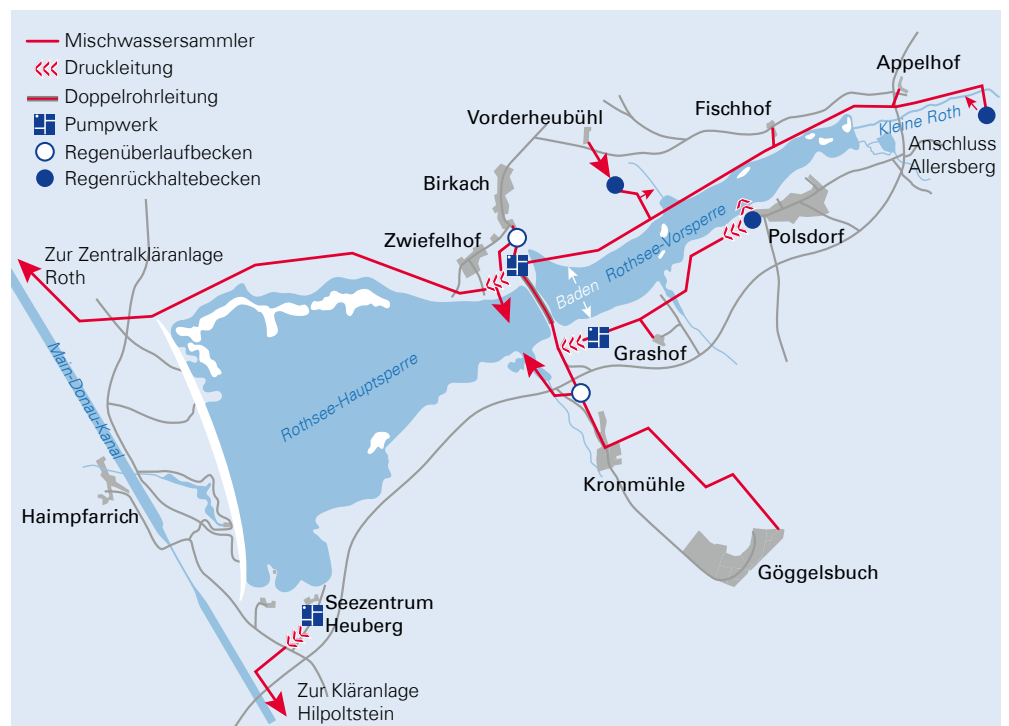 Mischwassersammler
Druckleitung
Doppelrohrleitung
Pumpwerk
Regenüberlaufbecken
Regenrückhaltebecken
Appelhof
Fischhof
Vorderheubühl
Kleine Roth
Anschluss
Allersberg
Birkach
Zwiefelhof
Rothsee-Vorsperre
Polsdorf
Zur Zentralkläranlage
Roth
Baden
Grashof
Main-Donau-Kanal
Rothsee-Hauptsperre
Kronmühle
Haimpfarrich
Göggelsbuch
Seezentrum
Heuberg
Zur Kläranlage
Hilpoltstein